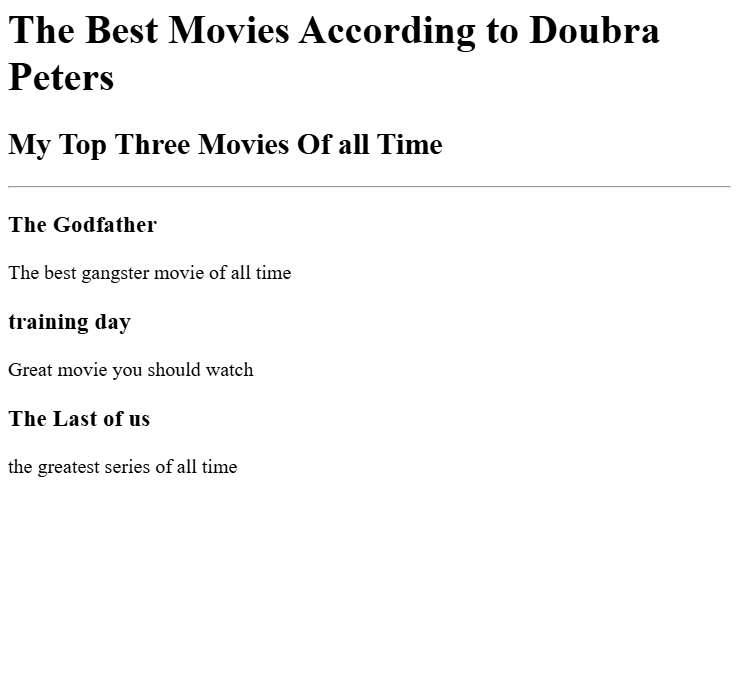 The Best Movies According to Doubra
Peters
My Top Three Movies Of all Time
The Godfather
The best gangster movie of all time
training day
Great movie you should watch
The Last of us
the greatest series of all time